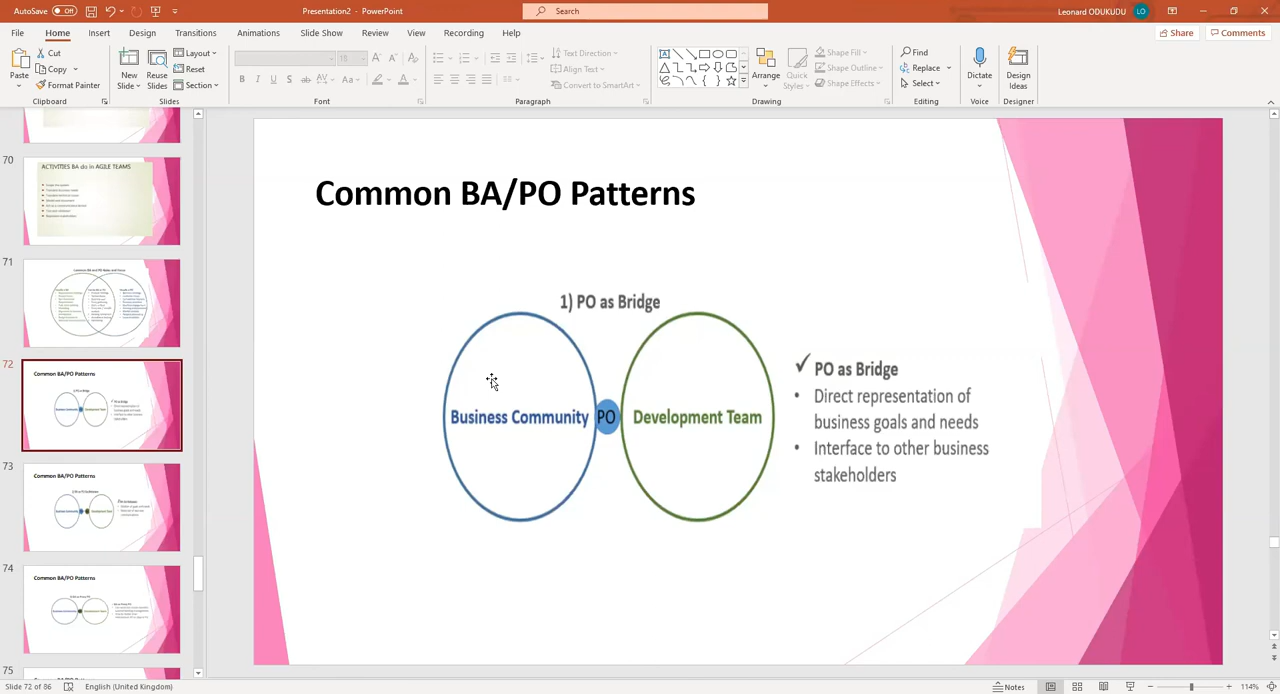 AutoSave Off
Presentation2 - PowerPoint
Search
Leonard ODUKUDU LO
File Home Insert Design Transitions Animations Slide Show Review View Recording Help
Share Comments
Paste
Cut
Copy
Format Painter
Clipboard
New Slide
Reuse Slides
Layout
Reset
Section
Slides
18
Font
Text Direction
Align Text
Convert to SmartArt
Paragraph
Arrange
Quick Styles
Shape Fill
Shape Outline
Shape Effects
Drawing
Find
Replace
Select
Editing
Dictate
Voice
Design Ideas
Designer
70
ACTIVITIES BA do in AGILE TEAMS
71
72
Common BA/PO Patterns
73
Common BA/PO Patterns
74
Common BA/PO Patterns
75
Common BA/PO Patterns
1) PO as Bridge
Business Community PO Development Team
✓ PO as Bridge
• Direct representation of
business goals and needs
• Interface to other business
stakeholders
Slide 72 of 86
English (United Kingdom)
Notes
114%